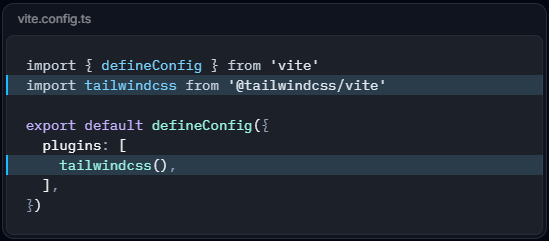 vite.config.ts
import { defineConfig } from 'vite'
import tailwindcss from '@tailwindcss/vite'
export default defineConfig({
  plugins: [
    tailwindcss(),
  ],
})